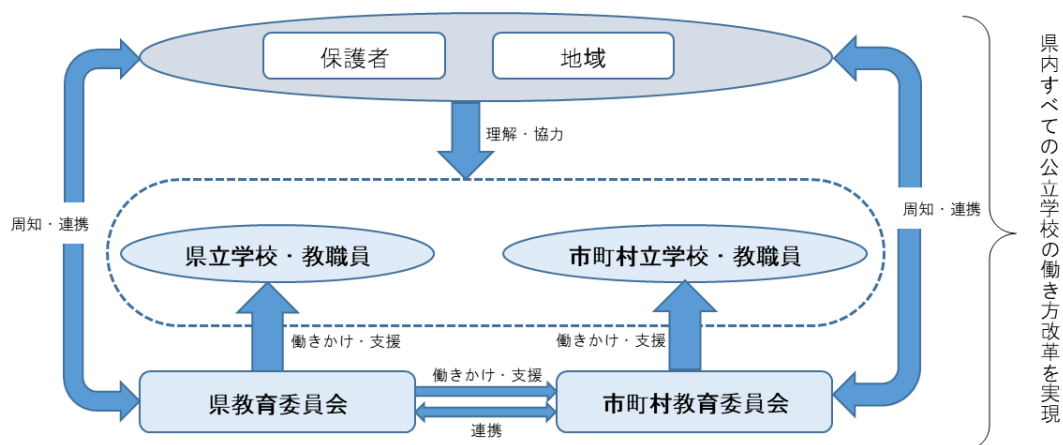 保護者
地域
理解・協力
周知・連携
周知・連携
県立学校・教職員
市町村立学校・教職員
働きかけ・支援
働きかけ・支援
県教育委員会
働きかけ・支援
連携
市町村教育委員会
県内すべての公立学校の働き方改革を実現